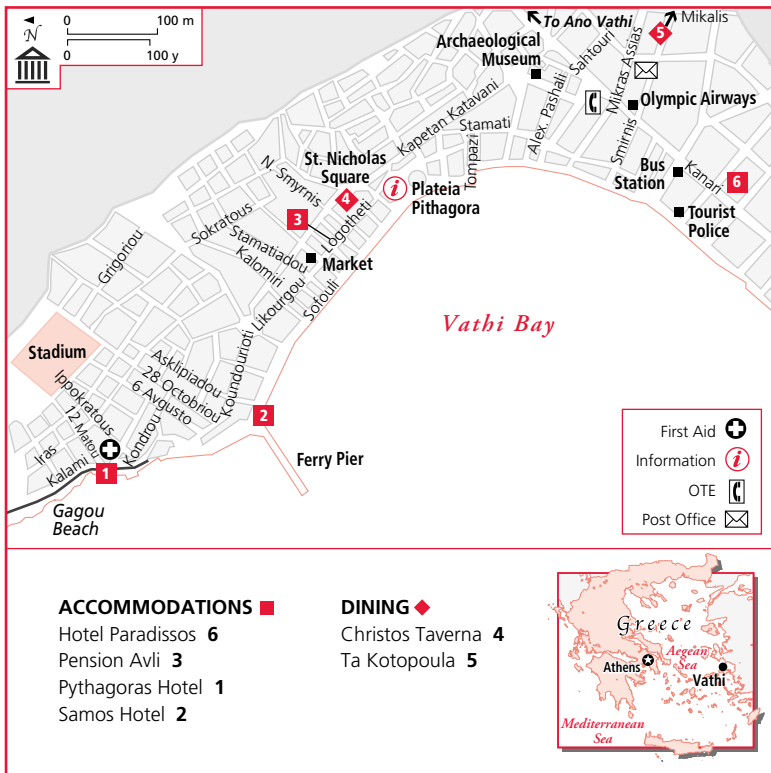 N
0 100 m
0 100 y
To Ano Vathi
5
Mikalis
Archaeological
Museum
Sahtouri
Mikras Assias
Alex. Pashali
Olympic Airways
Smirnis
Kapetan Katavani
Stamati
Tompazi
St. Nicholas
Square
N. Smyrnis
4
i
Plateia
Pithagora
Bus
Station
Kanari
6
Tourist
Police
3
Logotheti
Sokratous
Stamatiadou
Kalomiri
Market
Likourgou
Sofouli
Grigoriou
Vathi Bay
Stadium
Asklipiadou
28 Octobriou
6 Avgusto
Koundourioti
Ippokratous
12 Matou
Kondrou
Iras
Kalami
2
1
Ferry Pier
Gagou
Beach
First Aid
Information i
OTE
Post Office
ACCOMMODATIONS
Hotel Paradissos 6
Pension Avli 3
Pythagoras Hotel 1
Samos Hotel 2
DINING
Christos Taverna 4
Ta Kotopoula 5
Greece
Aegean
Sea
Athens
Vathi
Mediterranean
Sea